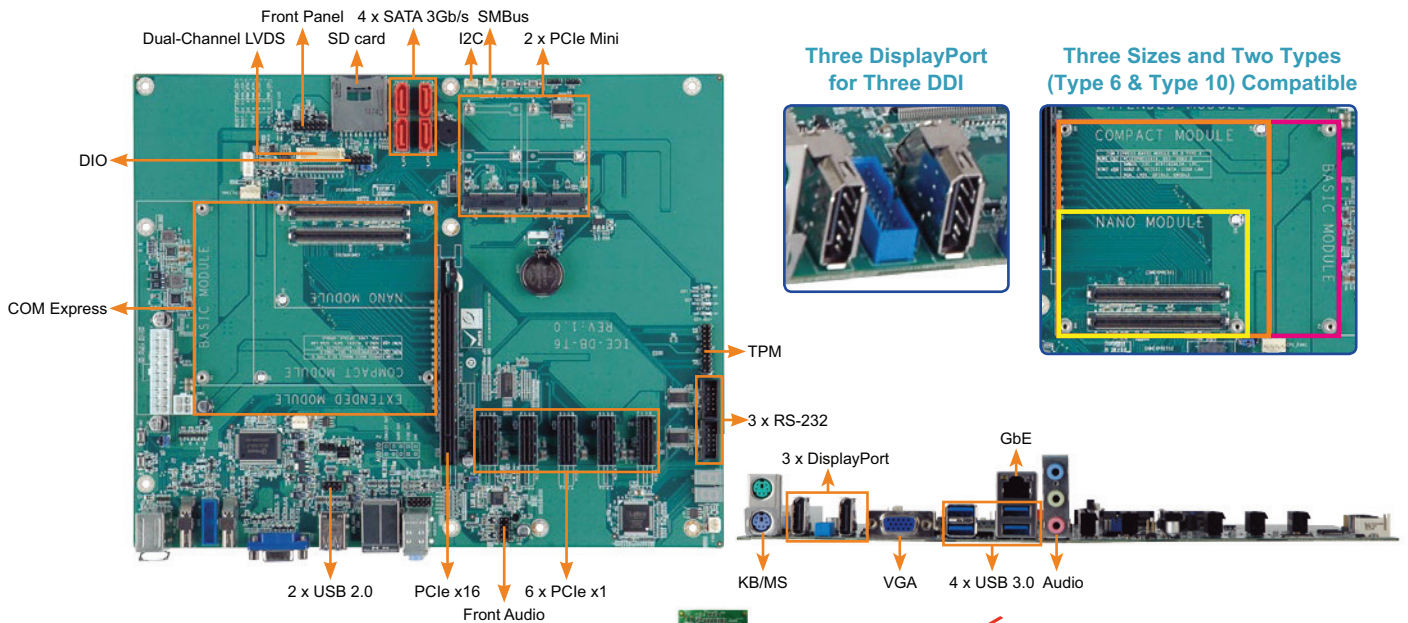 Front Panel
4 x SATA 3Gb/s
SMBus
Dual-Channel LVDS
SD card
I2C
2 x PCIe Mini
DIO
COM Express
BASIC MODULE
NANO MODULE
COMPACT MODULE
EXTENDED MODULE
ICE-DB-T6
REV:1.0
TPM
3 x RS-232
2 x USB 2.0
PCIe x16
6 x PCIe x1
Front Audio
Three DisplayPort
for Three DDI
Three Sizes and Two Types
(Type 6 & Type 10) Compatible
EXTENDED MODULE
COMPACT MODULE
NANO MODULE
BASIC MODULE
GbE
3 x DisplayPort
KB/MS
VGA
4 x USB 3.0
Audio